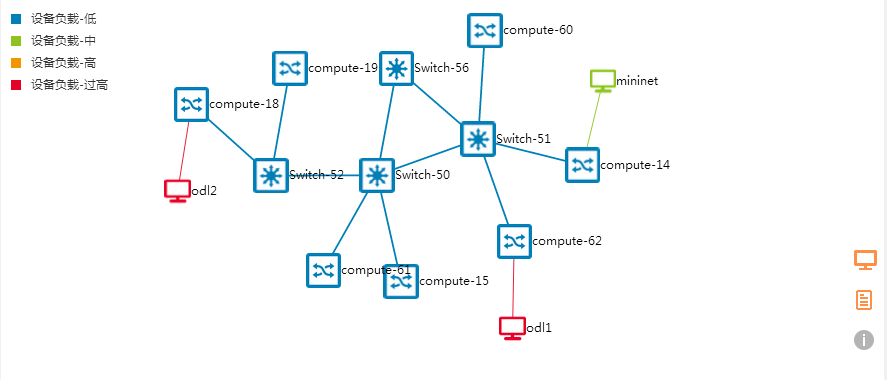 设备负载-低
设备负载-中
设备负载-高
设备负载-过高
compute-60
compute-19
Switch-56
mininet
compute-18
Switch-51
compute-14
Switch-52
Switch-50
odl2
compute-62
compute-61
compute-15
odl1